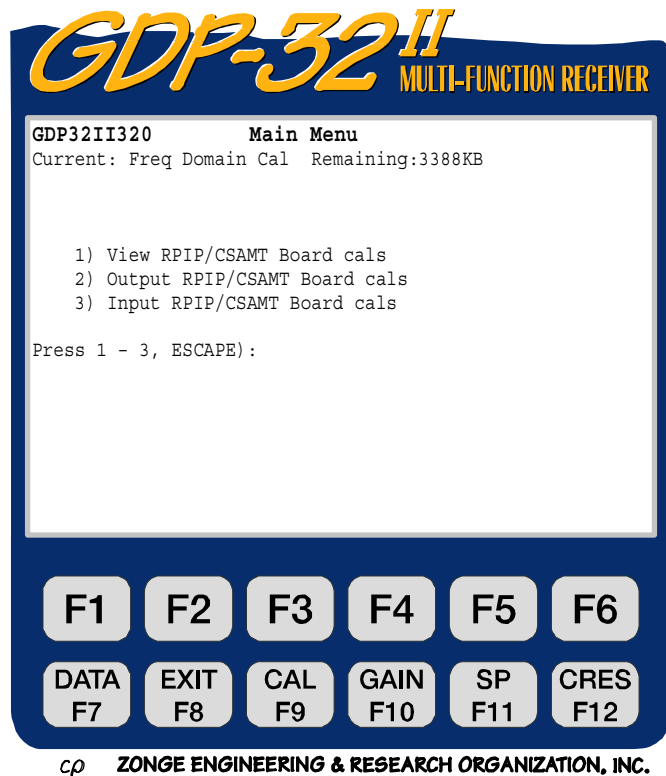 GDP-32 II
MULTI-FUNCTION RECEIVER
GDP32II320 Main Menu
Current: Freq Domain Cal Remaining:3388KB
1) View RPIP/CSAMT Board cals
2) Output RPIP/CSAMT Board cals
3) Input RPIP/CSAMT Board cals
Press 1 - 3, ESCAPE):
F1 F2 F3 F4 F5 F6
DATA EXIT CAL GAIN SP CRES
F7 F8 F9 F10 F11 F12
cρ ZONGE ENGINEERING & RESEARCH ORGANIZATION, INC.